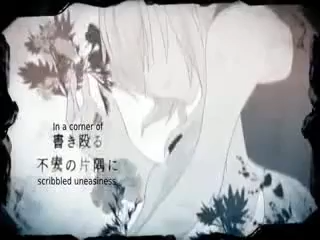 In a corner of
書き殴る
不安の片隅に
scribbled uneasiness